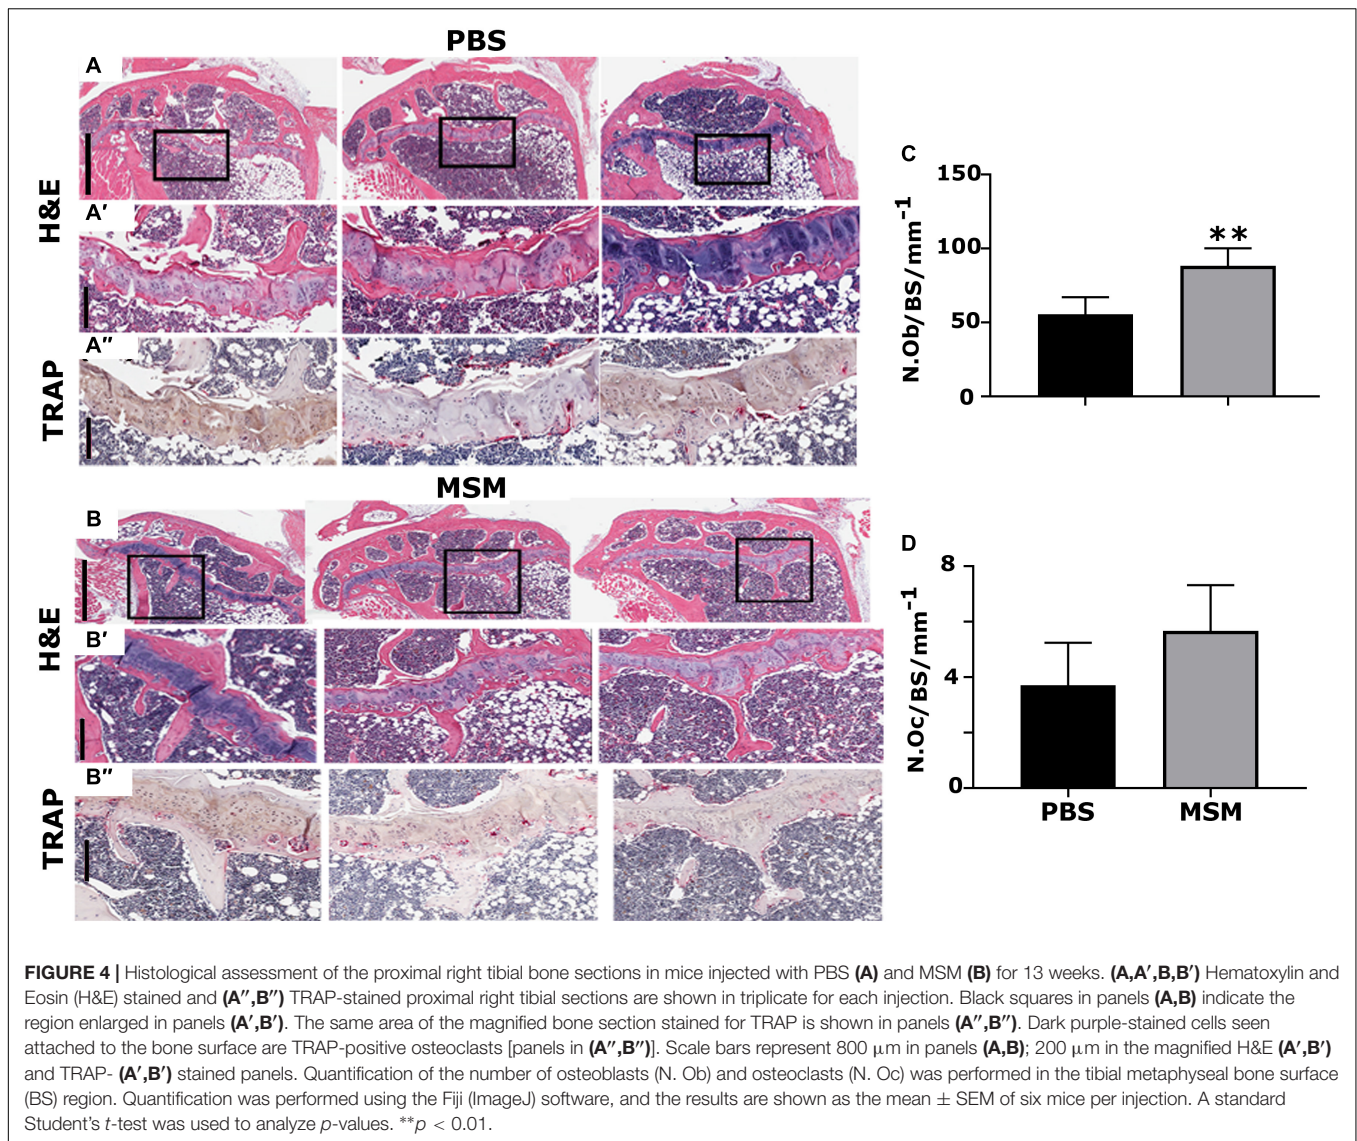 PBS
A
H&E
A′
A″
TRAP
MSM
B
H&E
B′
B″
TRAP
C
N.Ob/BS/mm⁻¹
150
100
50
0
**
D
N.Oc/BS/mm⁻¹
8
4
0
PBS
MSM
FIGURE 4 | Histological assessment of the proximal right tibial bone sections in mice injected with PBS (A) and MSM (B) for 13 weeks. (A,A′,B,B′) Hematoxylin and
Eosin (H&E) stained and (A″,B″) TRAP-stained proximal right tibial sections are shown in triplicate for each injection. Black squares in panels (A,B) indicate the
region enlarged in panels (A′,B′). The same area of the magnified bone section stained for TRAP is shown in panels (A″,B″). Dark purple-stained cells seen
attached to the bone surface are TRAP-positive osteoclasts [panels in (A″,B″)]. Scale bars represent 800 μm in panels (A,B); 200 μm in the magnified H&E (A′,B′)
and TRAP- (A′,B′) stained panels. Quantification of the number of osteoblasts (N. Ob) and osteoclasts (N. Oc) was performed in the tibial metaphyseal bone surface
(BS) region. Quantification was performed using the Fiji (ImageJ) software, and the results are shown as the mean ± SEM of six mice per injection. A standard
Student's t-test was used to analyze p-values. **p < 0.01.